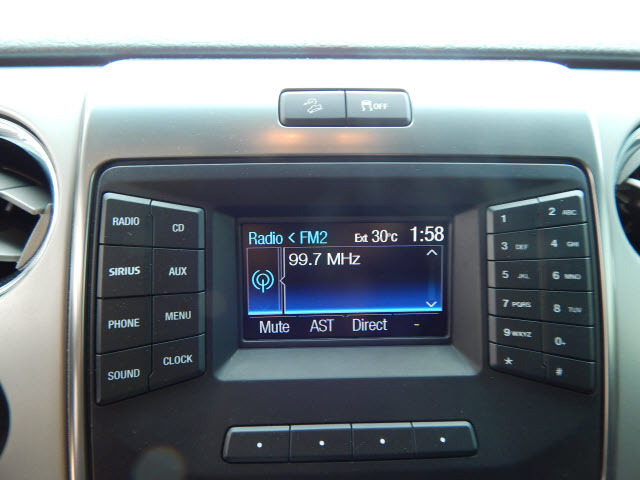 OFF
RADIO CD
SIRIUS AUX
PHONE MENU
SOUND CLOCK
Radio < FM2 Ext 30°c 1:58
99.7 MHz
Mute AST Direct -
1 2 ABC
3 DEF 4 GHI
5 JKL 6 MNO
7 PQRS 8 TUV
9 WXYZ 0
* #